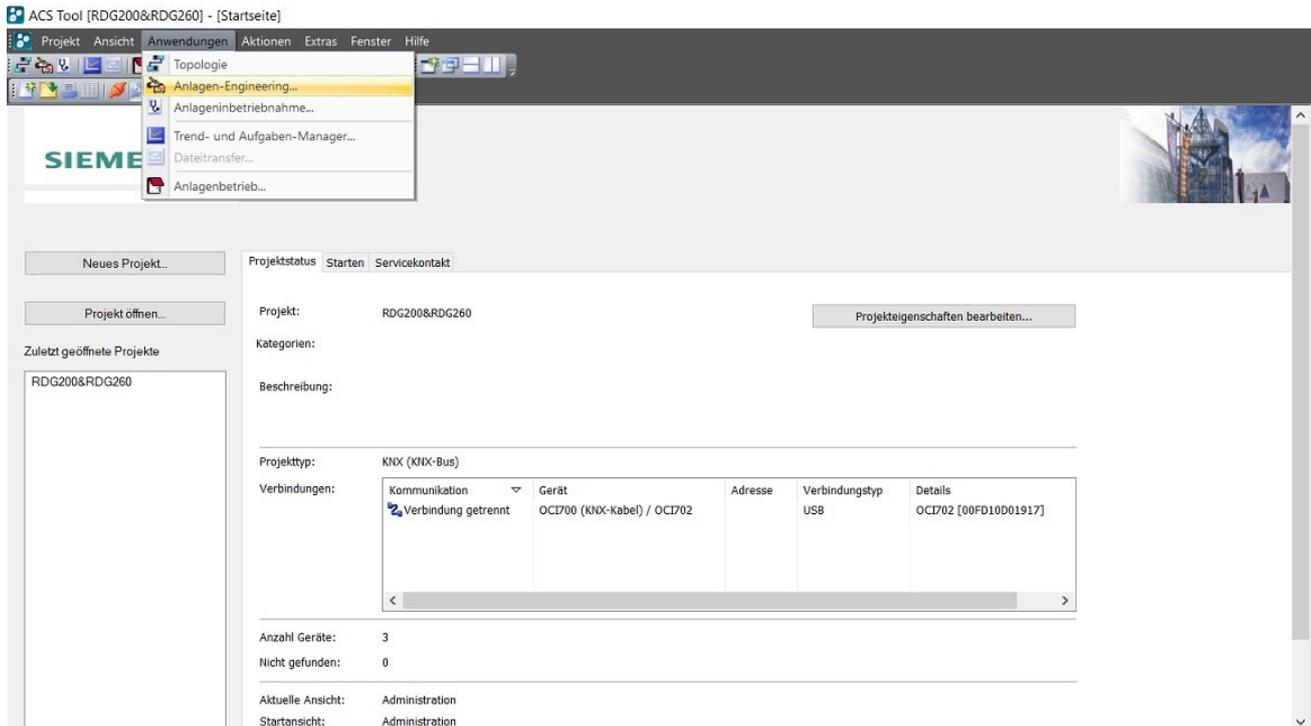 ACS Tool [RDG200&RDG260] - [Startseite]
Projekt Ansicht Anwendungen Aktionen Extras Fenster Hilfe
Topologie
Anlagen-Engineering...
Anlageninbetriebnahme...
Trend- und Aufgaben-Manager...
Dateitransfer...
Anlagenbetrieb...
SIEME
Neues Projekt...
Projekt öffnen...
Zuletzt geöffnete Projekte
RDG200&RDG260
Projektstatus Starten Servicekontakt
Projekt: RDG200&RDG260 Projekteigenschaften bearbeiten...
Kategorien:
Beschreibung:
Projekttyp: KNX (KNX-Bus)
Verbindungen: Kommunikation Gerät Adresse Verbindungstyp Details
Verbindung getrennt OCI700 (KNX-Kabel) / OCI702 USB OCI702 [00FD10D01917]
Anzahl Geräte: 3
Nicht gefunden: 0
Aktuelle Ansicht: Administration
Startansicht: Administration